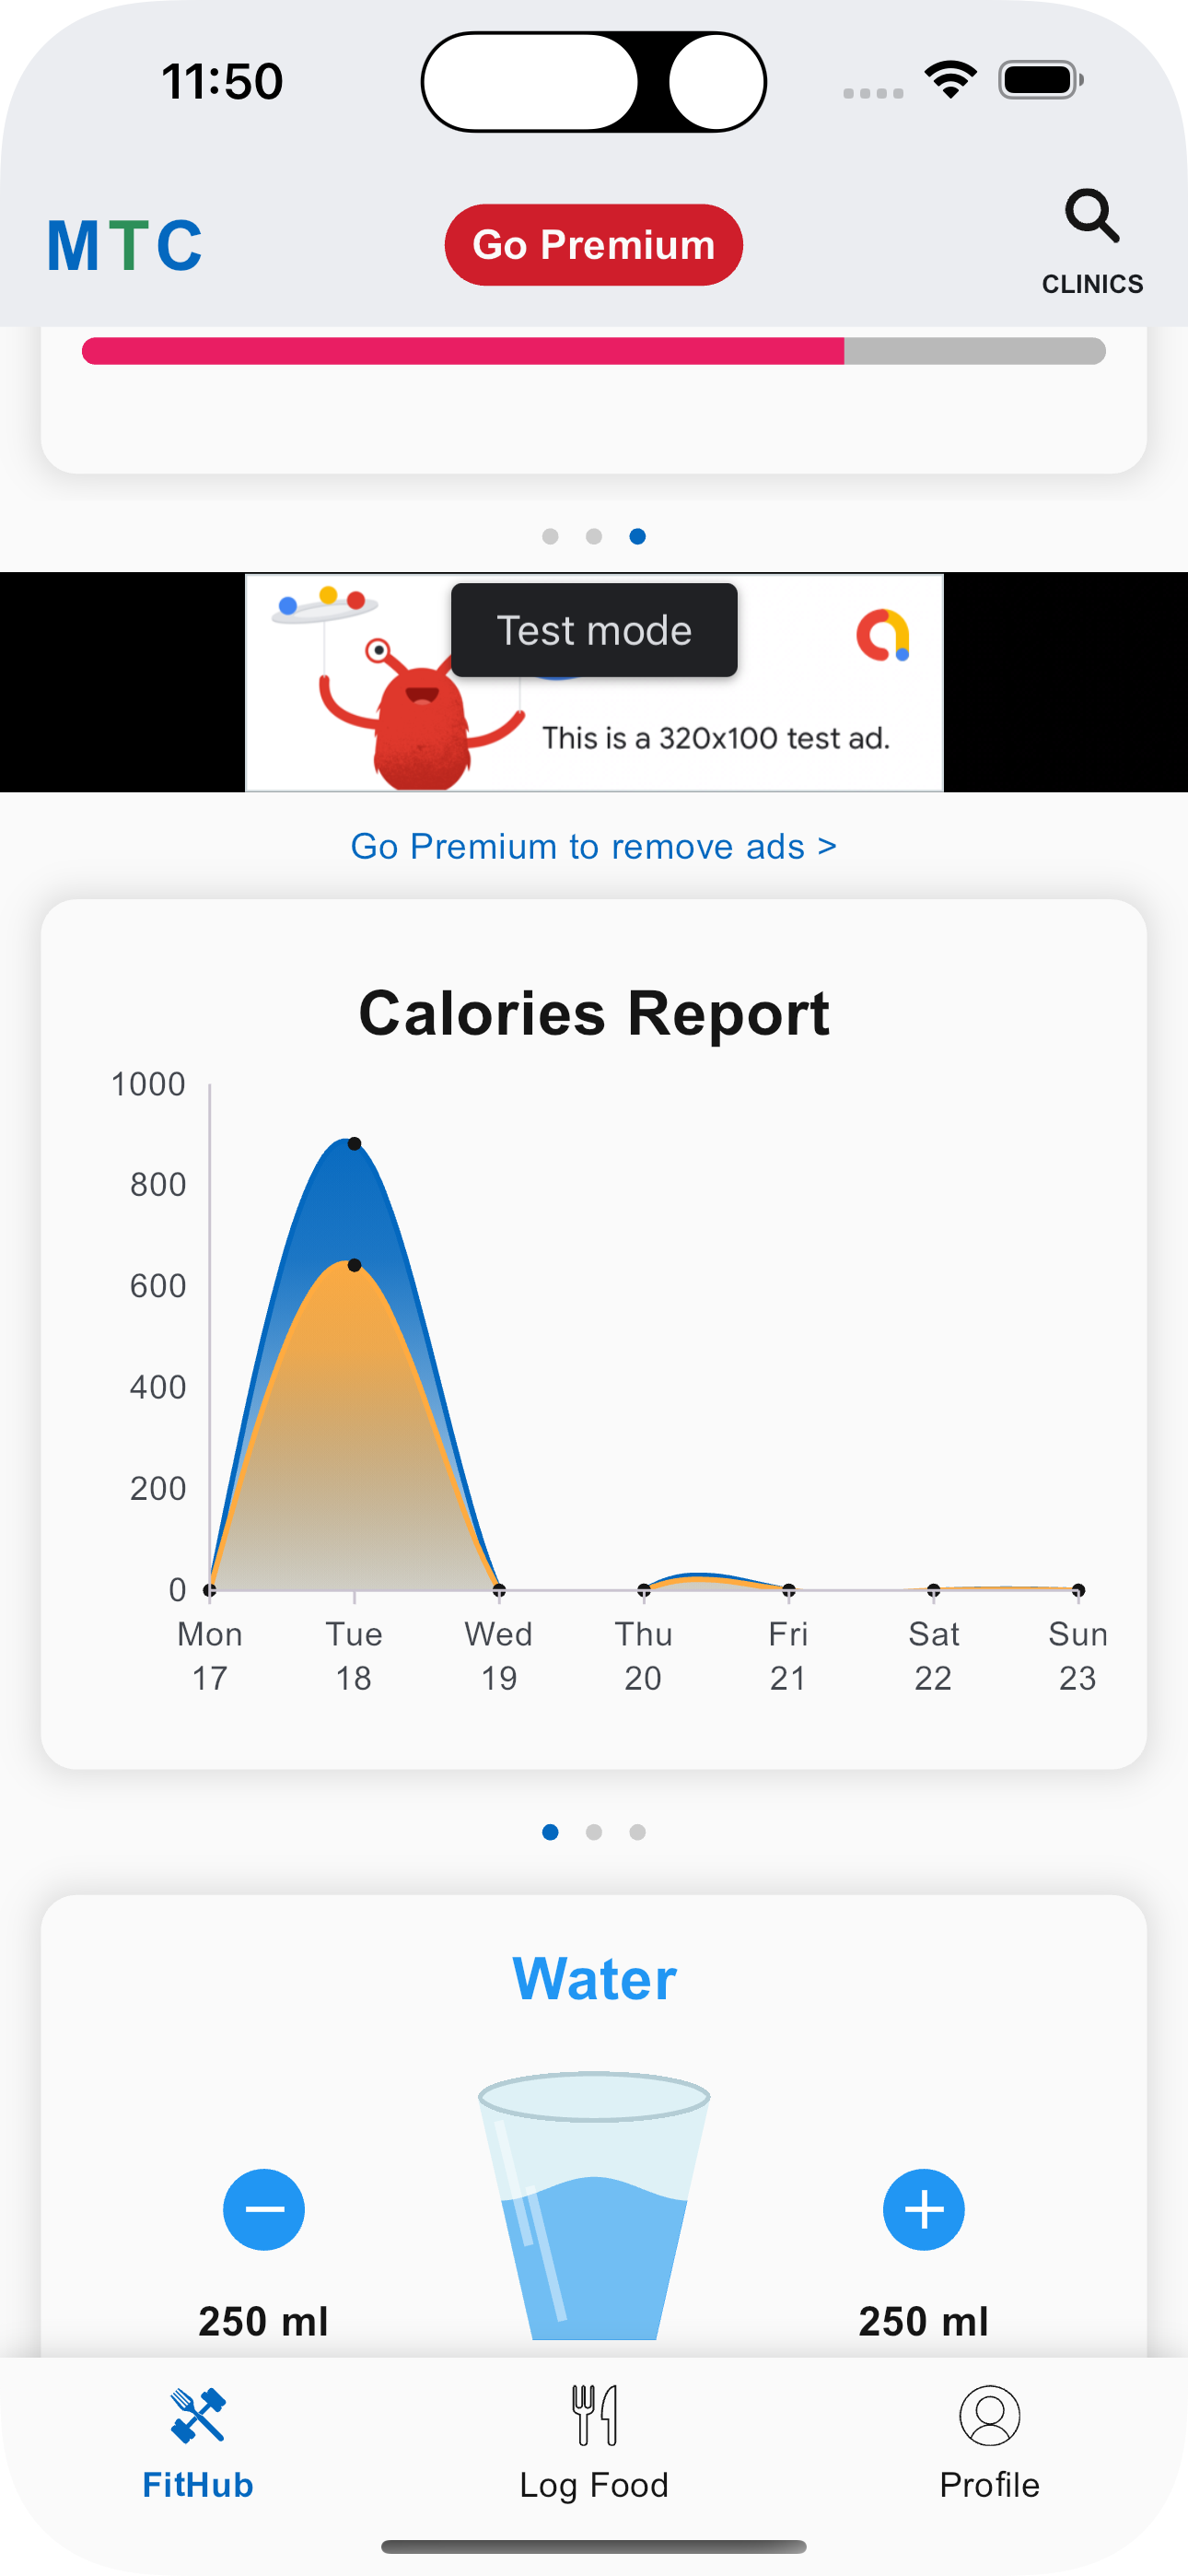 11:50
MTC
Go Premium
CLINICS
Test mode
This is a 320x100 test ad.
Go Premium to remove ads >
Calories Report
1000
800
600
400
200
0
Mon Tue Wed Thu Fri Sat Sun
17 18 19 20 21 22 23
Water
250 ml 250 ml
FitHub Log Food Profile